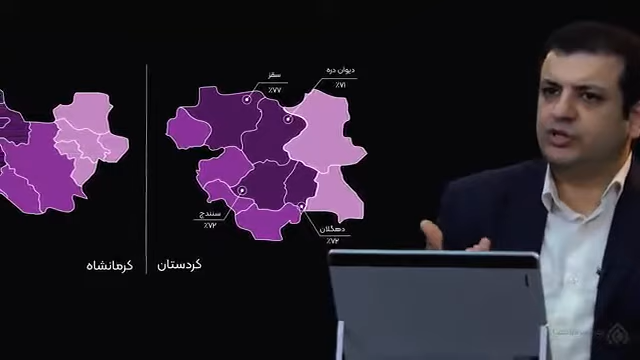 سقز
٪۷۷
دیوان دره
٪۷۱
سنندج
٪۷۲
دهگلان
٪۷۲
کرمانشاه
کردستان